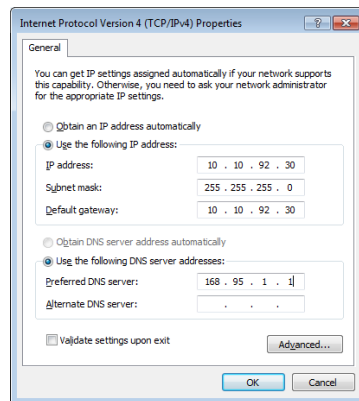 Internet Protocol Version 4 (TCP/IPv4) Properties
General
You can get IP settings assigned automatically if your network supports
this capability. Otherwise, you need to ask your network administrator
for the appropriate IP settings.
Obtain an IP address automatically
Use the following IP address:
IP address: 10 . 10 . 92 . 30
Subnet mask: 255 . 255 . 255 . 0
Default gateway: 10 . 10 . 92 . 30
Obtain DNS server address automatically
Use the following DNS server addresses:
Preferred DNS server: 168 . 95 . 1 . 1
Alternate DNS server: . . .
Validate settings upon exit
Advanced...
OK Cancel